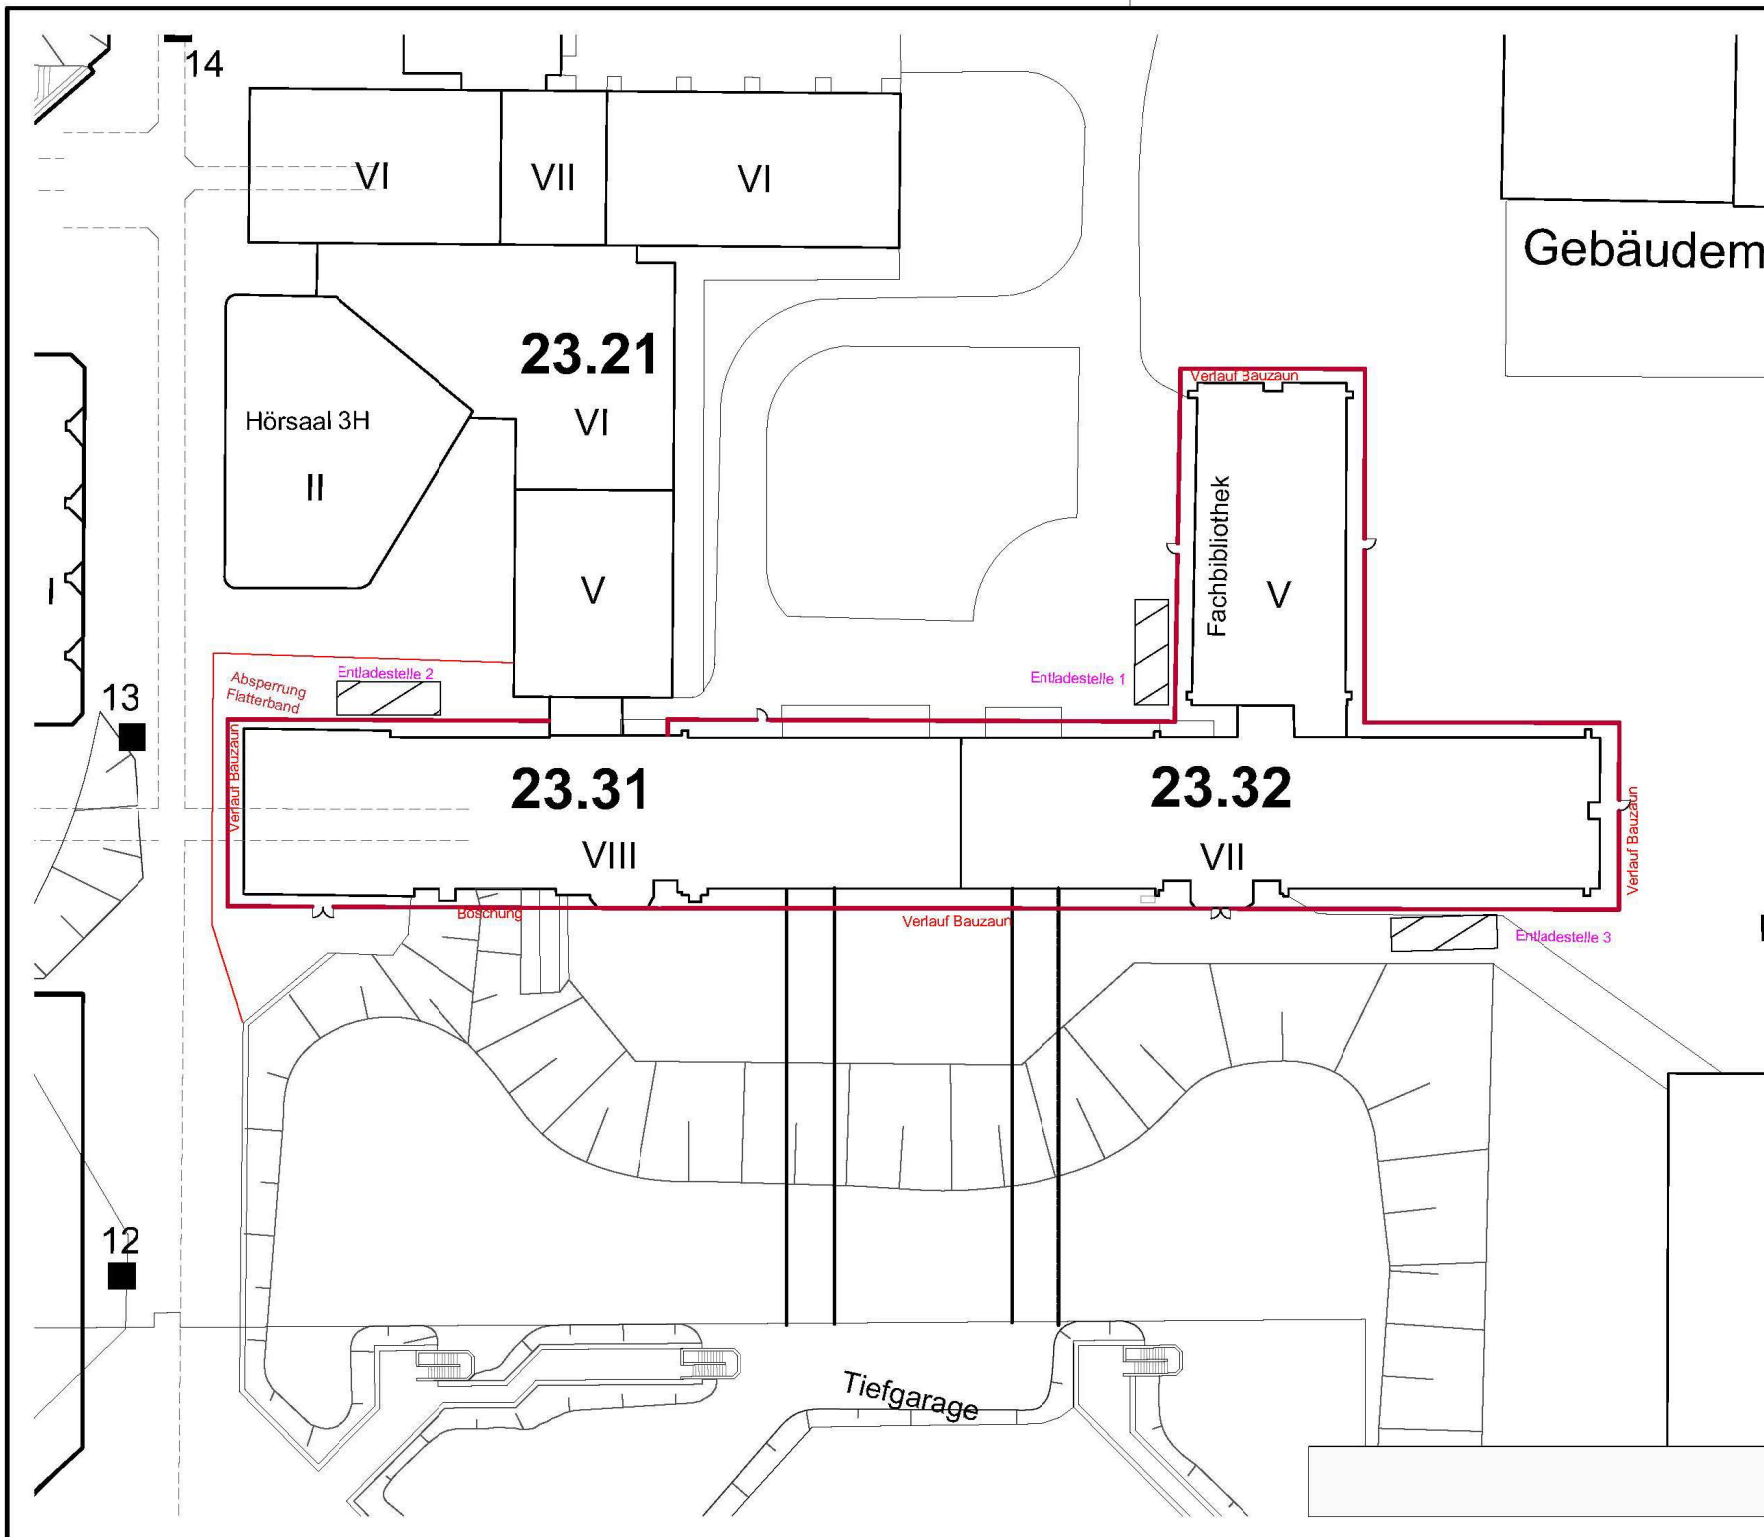 14
VI
VII
VI
Gebäudem
23.21
Verlauf Bauzaun
Hörsaal 3H
VI
II
Fachbibliothek
V
V
I
Entladestelle 2
Entladestelle 1
Absperrung
Flatterband
13
Verlauf Bauzaun
23.31
23.32
Verlauf Bauzaun
VIII
VII
Böschung
Verlauf Bauzaun
Entladestelle 3
12
Tiefgarage